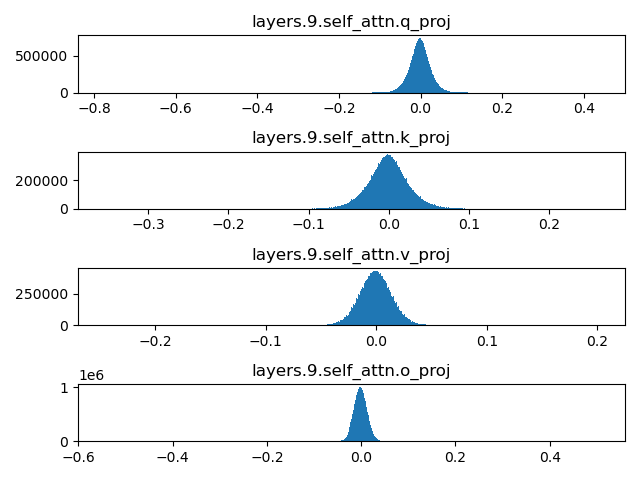 layers.9.self_attn.q_proj
500000
0
−0.8 −0.6 −0.4 −0.2 0.0 0.2 0.4
layers.9.self_attn.k_proj
200000
0
−0.3 −0.2 −0.1 0.0 0.1 0.2
layers.9.self_attn.v_proj
250000
0
−0.2 −0.1 0.0 0.1 0.2
layers.9.self_attn.o_proj
1e6
1
0
−0.6 −0.4 −0.2 0.0 0.2 0.4